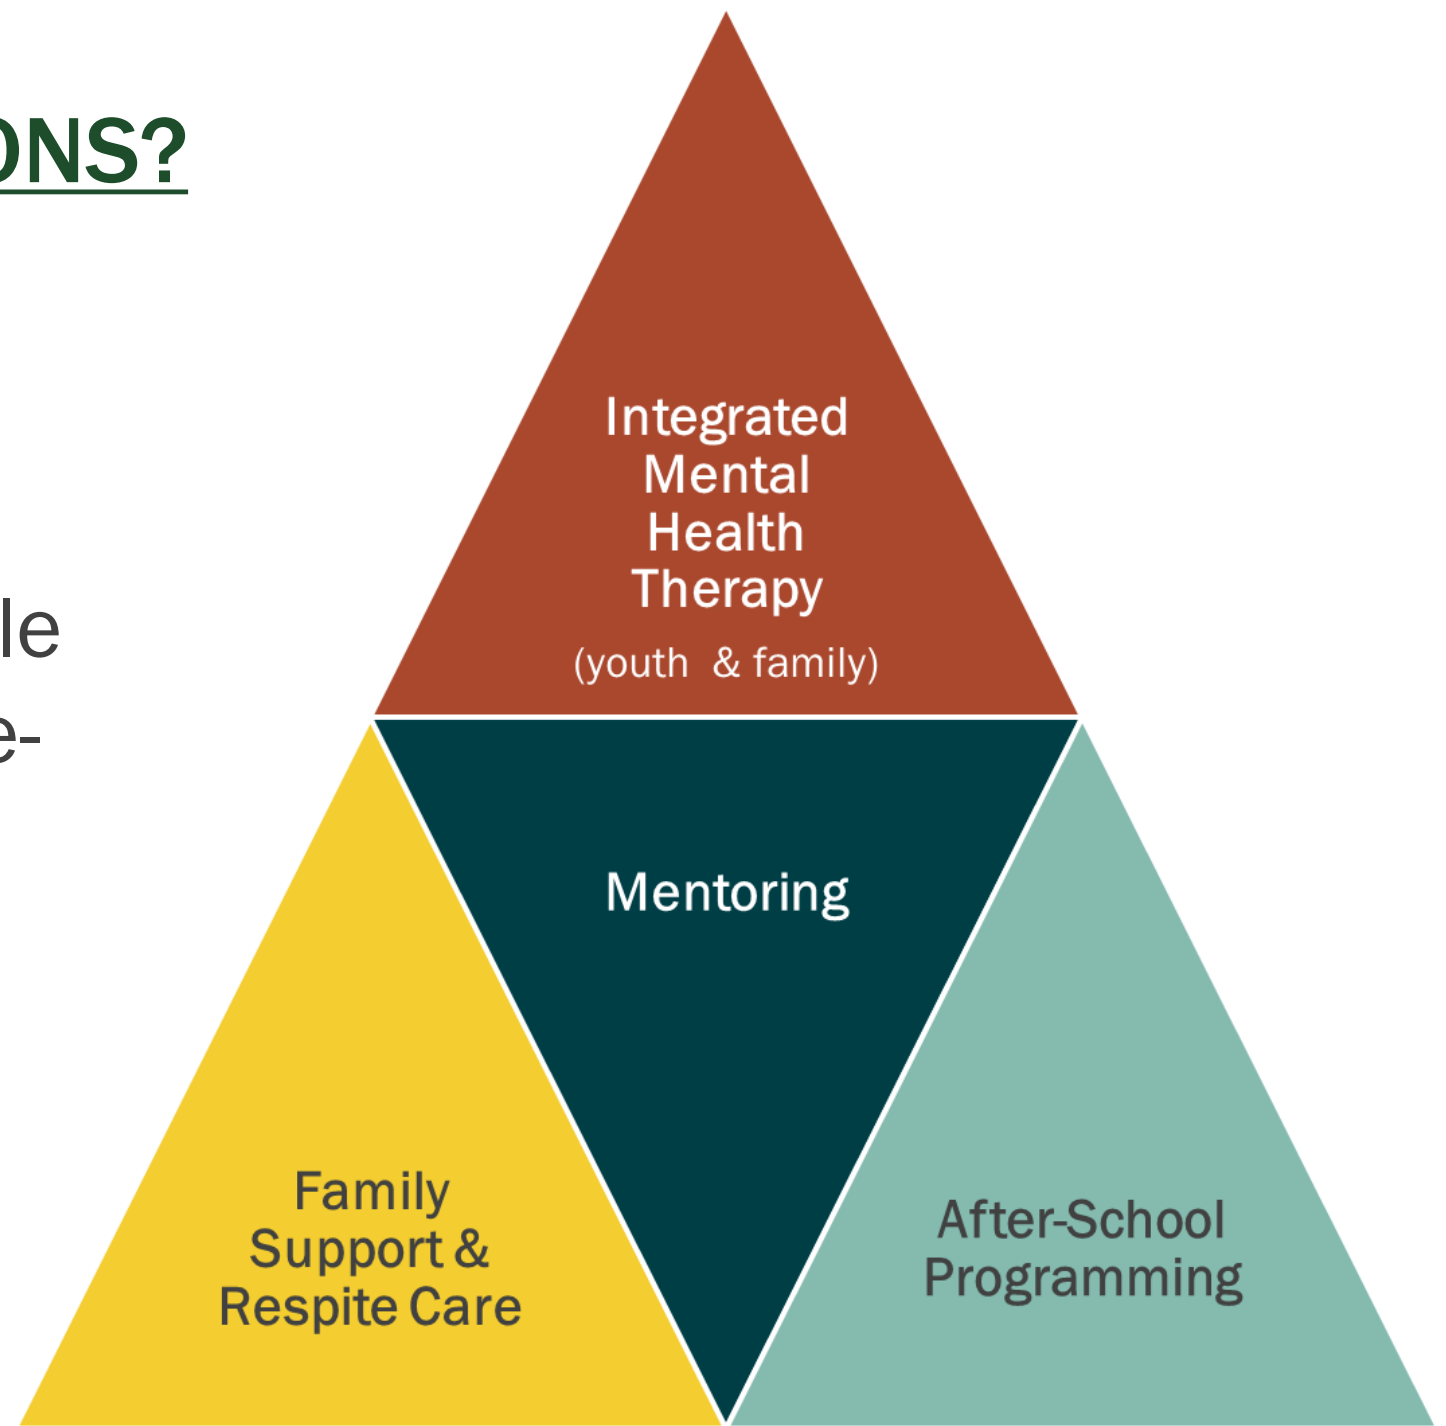 ONS?
le
e-
Integrated
Mental
Health
Therapy
(youth & family)
Mentoring
Family
Support &
Respite Care
After-School
Programming